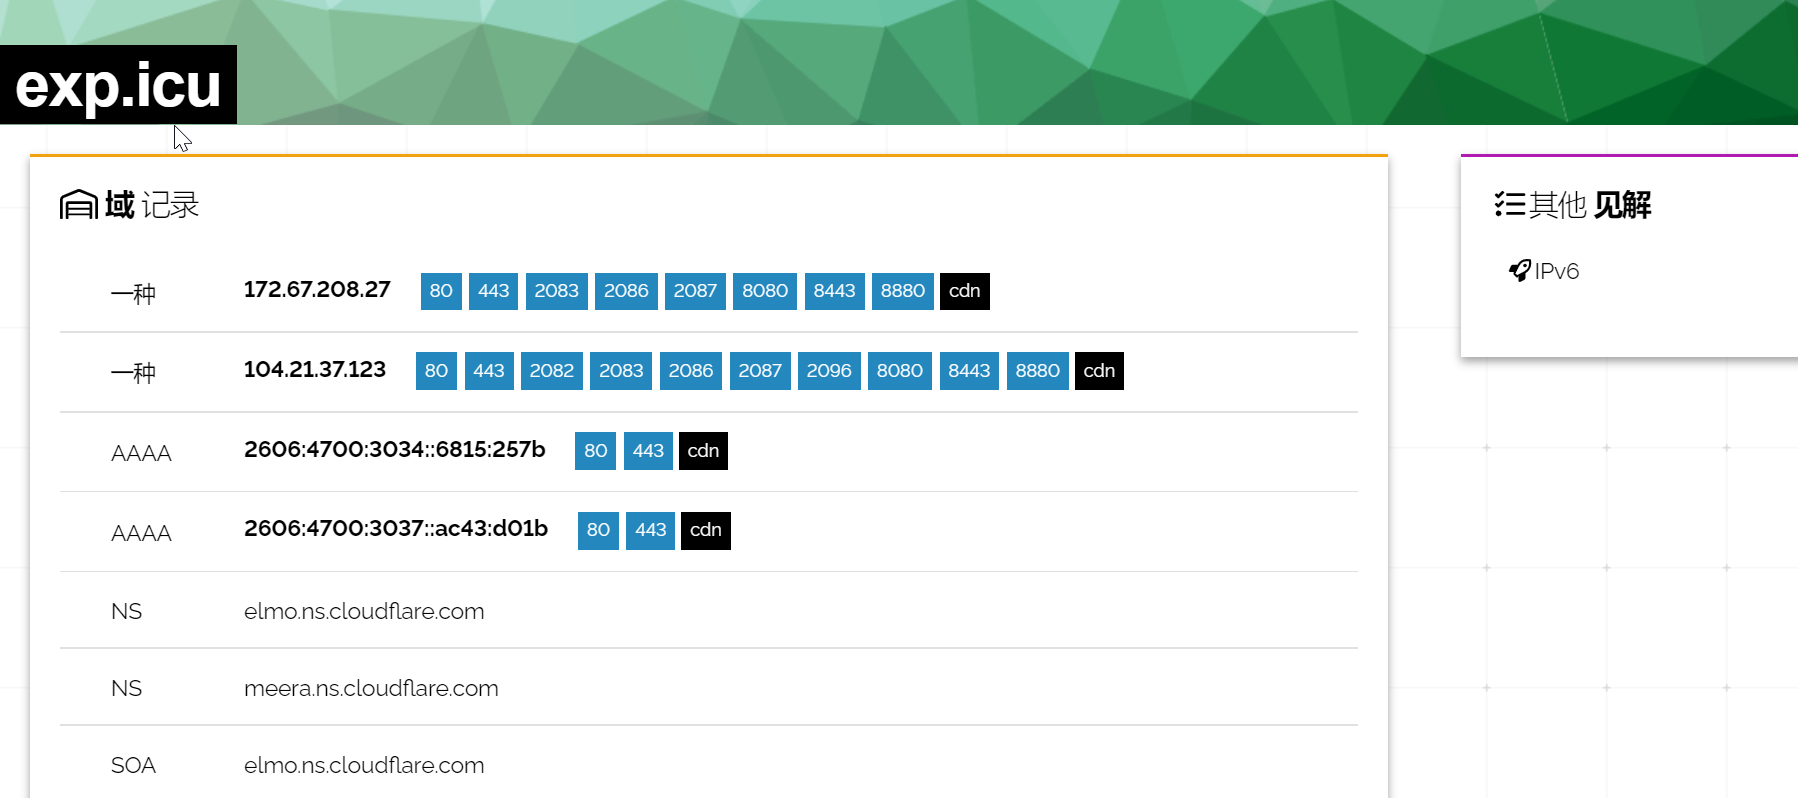 exp.icu
域 记录
其他 见解
IPv6
一种 172.67.208.27 80 443 2083 2086 2087 8080 8443 8880 cdn
一种 104.21.37.123 80 443 2082 2083 2086 2087 2096 8080 8443 8880 cdn
AAAA 2606:4700:3034::6815:257b 80 443 cdn
AAAA 2606:4700:3037::ac43:d01b 80 443 cdn
NS elmo.ns.cloudflare.com
NS meera.ns.cloudflare.com
SOA elmo.ns.cloudflare.com